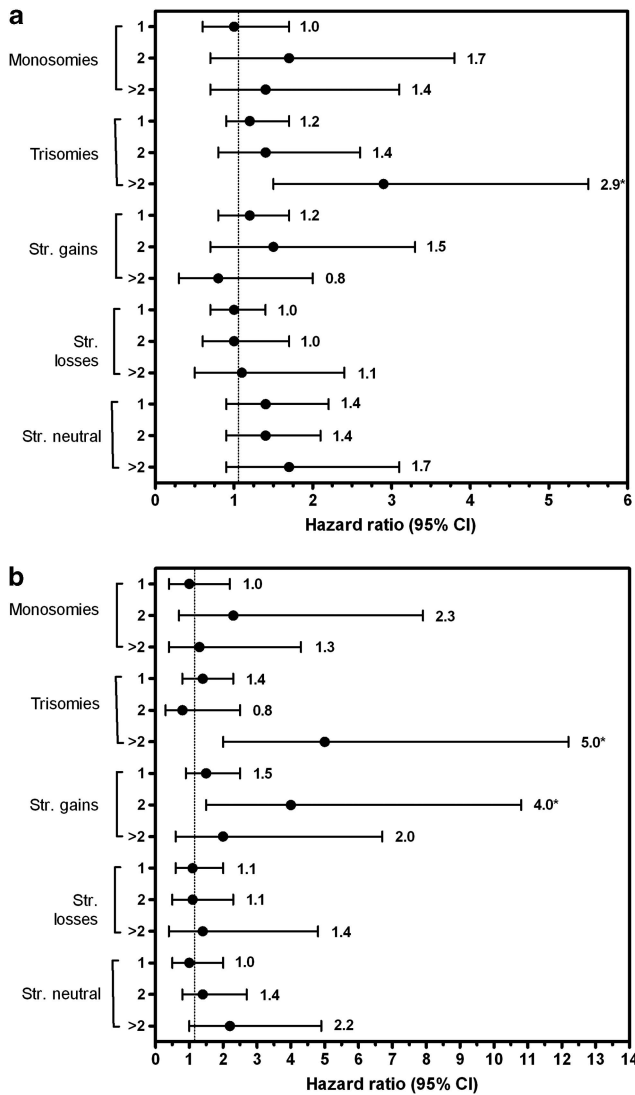 a
Monosomies
1 1.0
2 1.7
>2 1.4
Trisomies
1 1.2
2 1.4
>2 2.9*
Str. gains
1 1.2
2 1.5
>2 0.8
Str.
losses
1 1.0
2 1.0
>2 1.1
Str. neutral
1 1.4
2 1.4
>2 1.7
0 1 2 3 4 5 6
Hazard ratio (95% CI)
b
Monosomies
1 1.0
2 2.3
>2 1.3
Trisomies
1 1.4
2 0.8
>2 5.0*
Str. gains
1 1.5
2 4.0*
>2 2.0
Str.
losses
1 1.1
2 1.1
>2 1.4
Str. neutral
1 1.0
2 1.4
>2 2.2
0 1 2 3 4 5 6 7 8 9 10 11 12 13 14
Hazard ratio (95% CI)